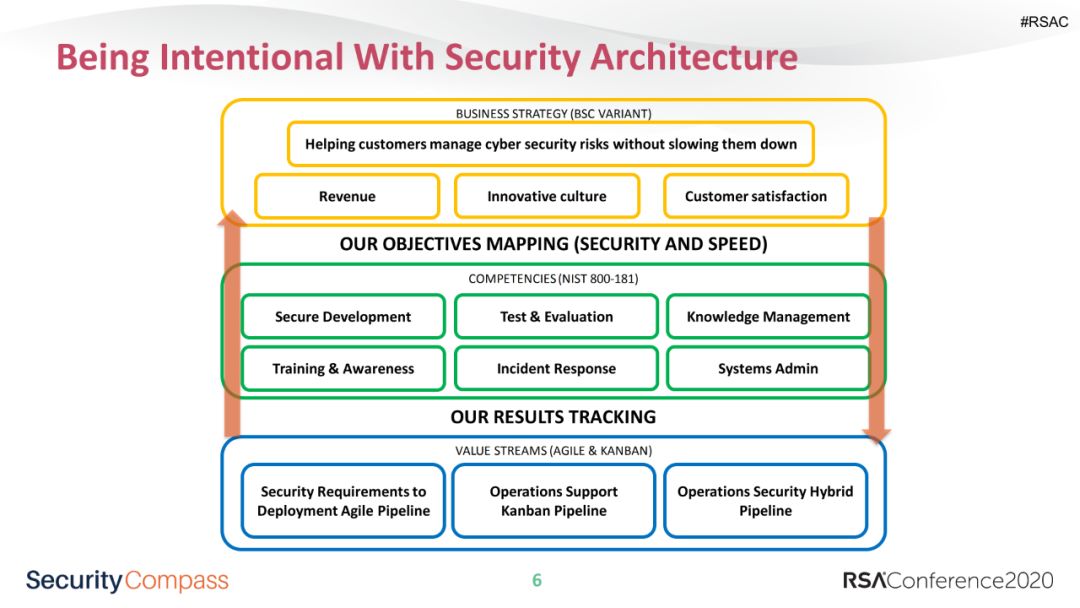 #RSAC
Being Intentional With Security Architecture
BUSINESS STRATEGY (BSC VARIANT)
Helping customers manage cyber security risks without slowing them down
Revenue
Innovative culture
Customer satisfaction
OUR OBJECTIVES MAPPING (SECURITY AND SPEED)
COMPETENCIES (NIST 800-181)
Secure Development
Test & Evaluation
Knowledge Management
Training & Awareness
Incident Response
Systems Admin
OUR RESULTS TRACKING
VALUE STREAMS (AGILE & KANBAN)
Security Requirements to
Deployment Agile Pipeline
Operations Support
Kanban Pipeline
Operations Security Hybrid
Pipeline
SecurityCompass
6
RSAConference2020